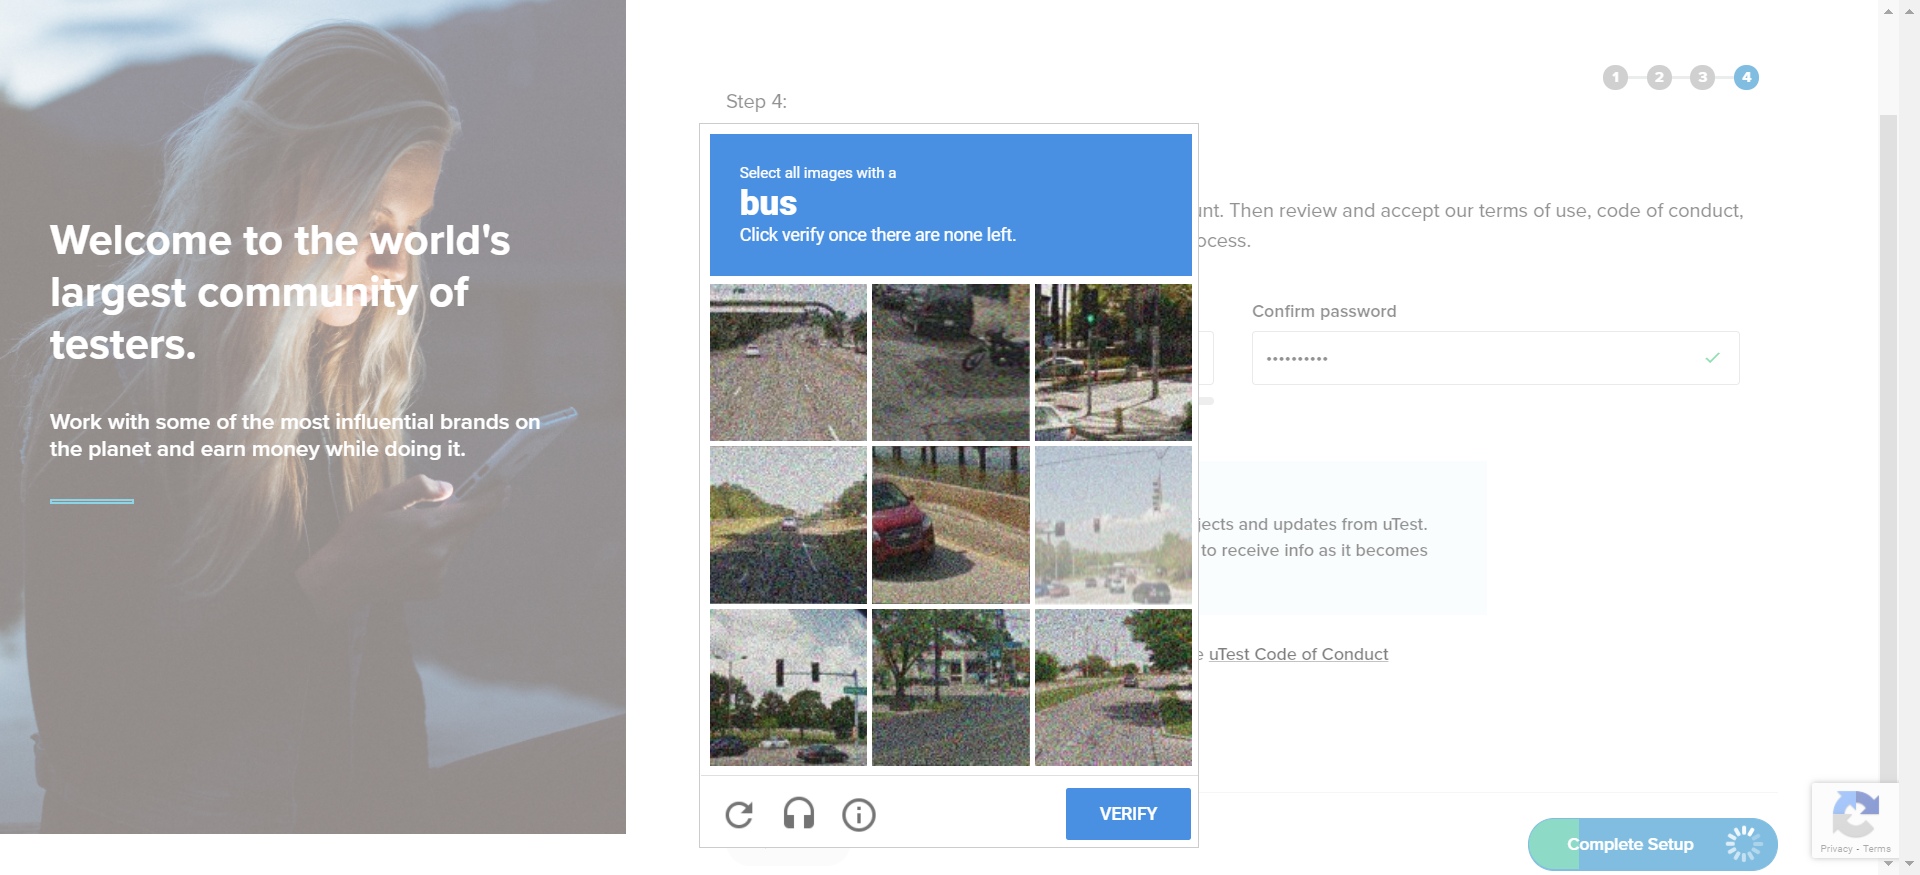 Welcome to the world's
largest community of
testers.
Work with some of the most influential brands on
the planet and earn money while doing it.
1 2 3 4
Step 4:
Select all images with a
bus
Click verify once there are none left.
unt. Then review and accept our terms of use, code of conduct,
ocess.
Confirm password
••••••••••
jects and updates from uTest.
to receive info as it becomes
e uTest Code of Conduct
VERIFY
Complete Setup
Privacy - Terms